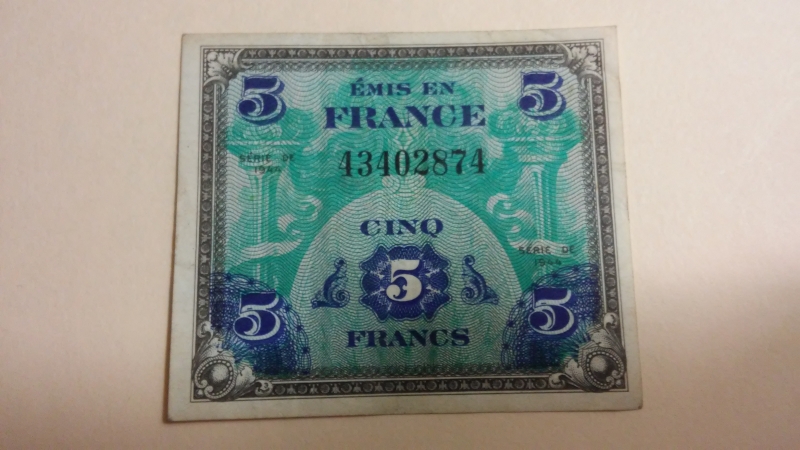 5 ÉMIS EN 5
FRANCE
SÉRIE DE
1944
43402874
CINQ
SÉRIE DE
1944
5
5 5
FRANCS